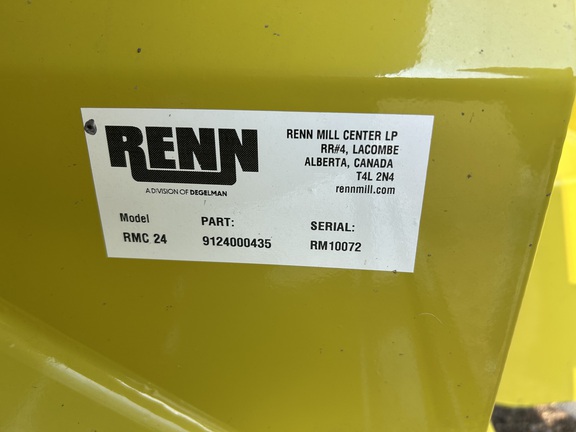 RENN
A DIVISION OF DEGELMAN
RENN MILL CENTER LP
RR#4, LACOMBE
ALBERTA, CANADA
T4L 2N4
rennmill.com
Model PART: SERIAL:
RMC 24 9124000435 RM10072